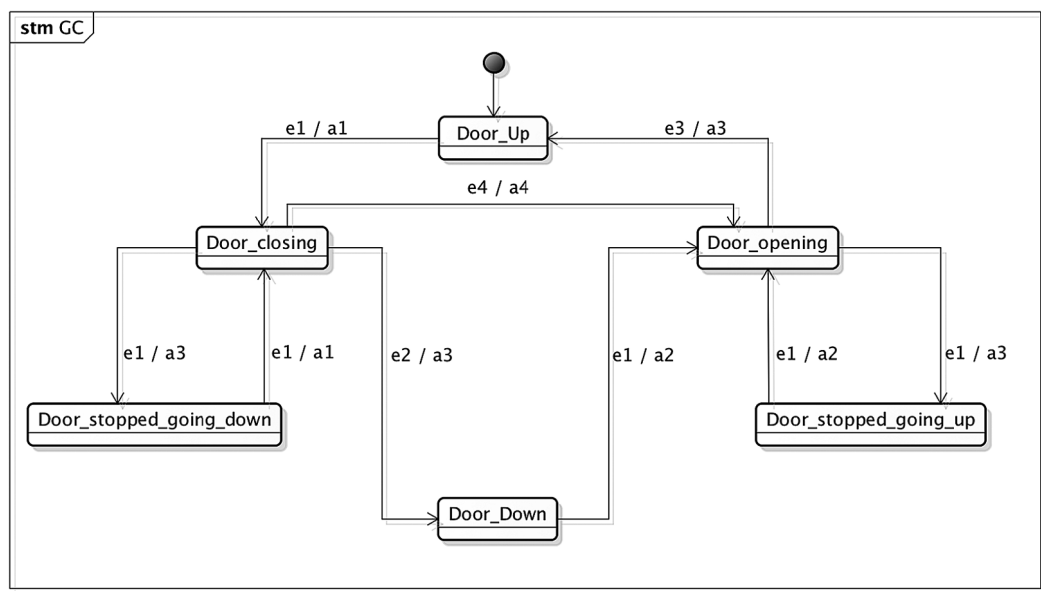 stm GC
Door_Up
e1 / a1
e3 / a3
e4 / a4
Door_closing
Door_opening
e1 / a3
e1 / a1
e2 / a3
e1 / a2
e1 / a2
e1 / a3
Door_stopped_going_down
Door_stopped_going_up
Door_Down